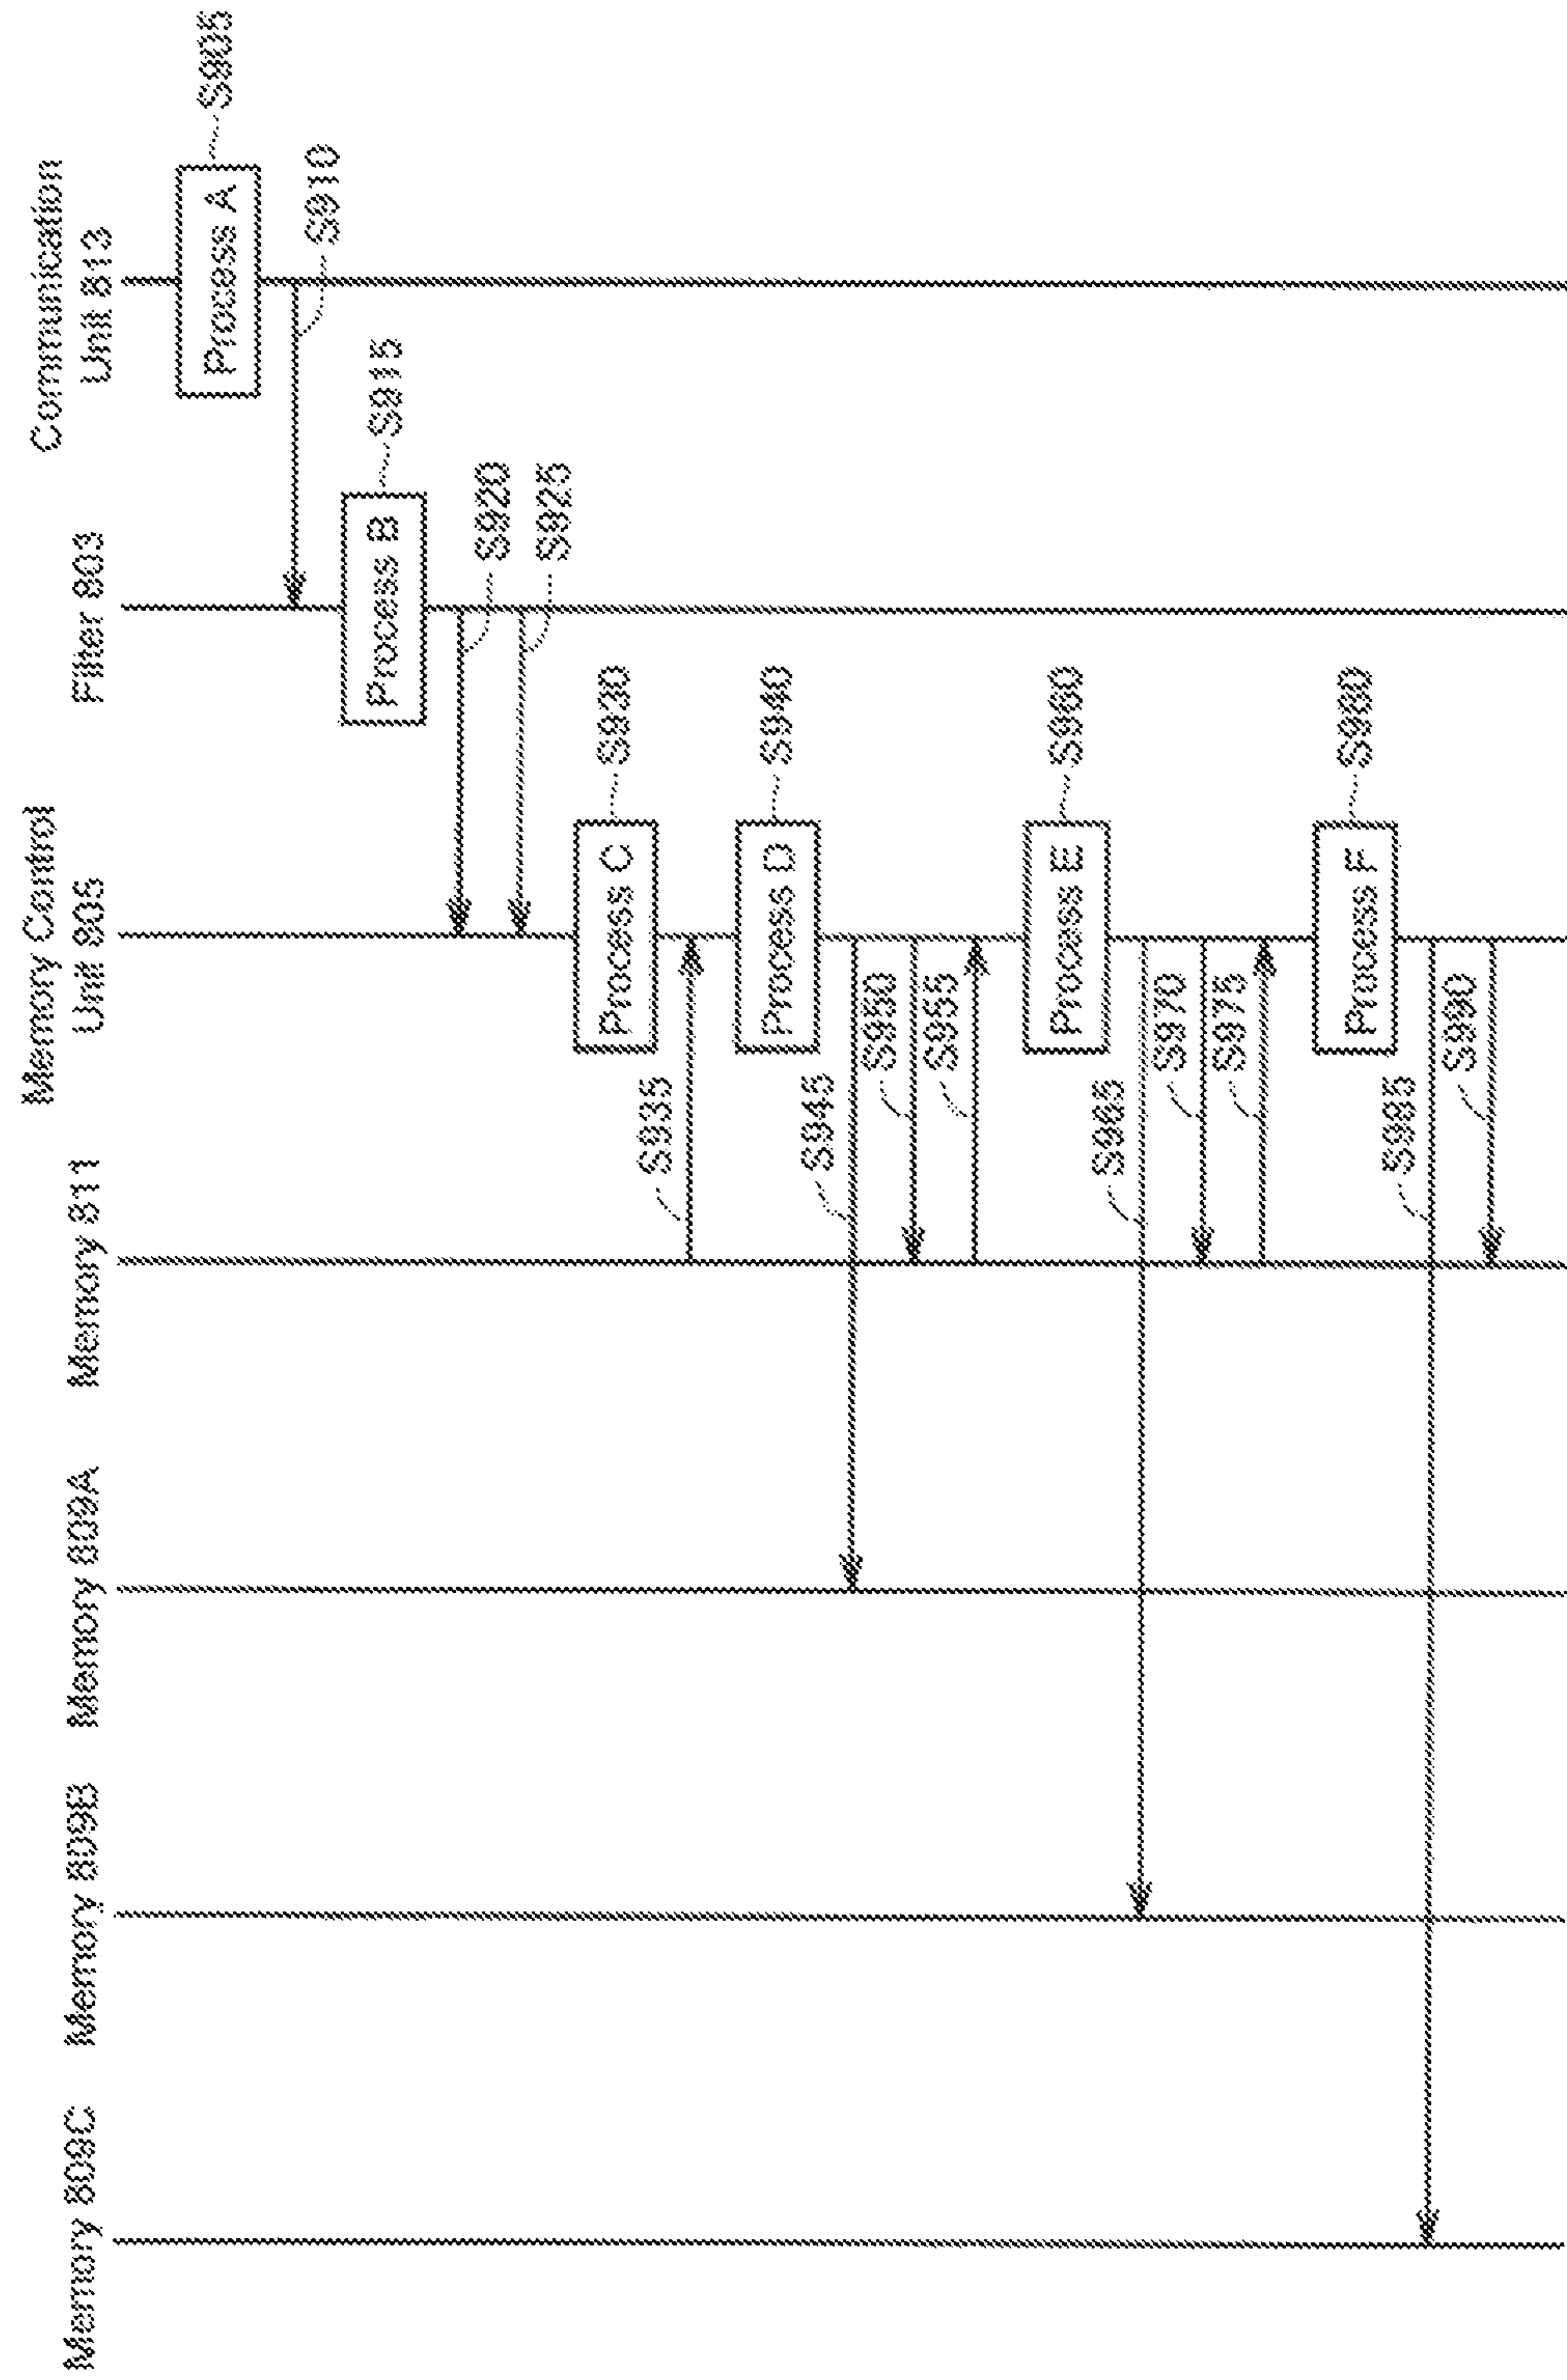 Memory 809C
Memory 809B
Memory 809A
Memory 811
Memory Control
Unit 805
Filter 803
Communication
Unit 813
Process A
S905
S910
Process B
S915
S920
S925
Process C
S930
S935
Process D
S940
S945
S950
S955
Process E
S960
S965
S970
S975
Process F
S980
S985
S990